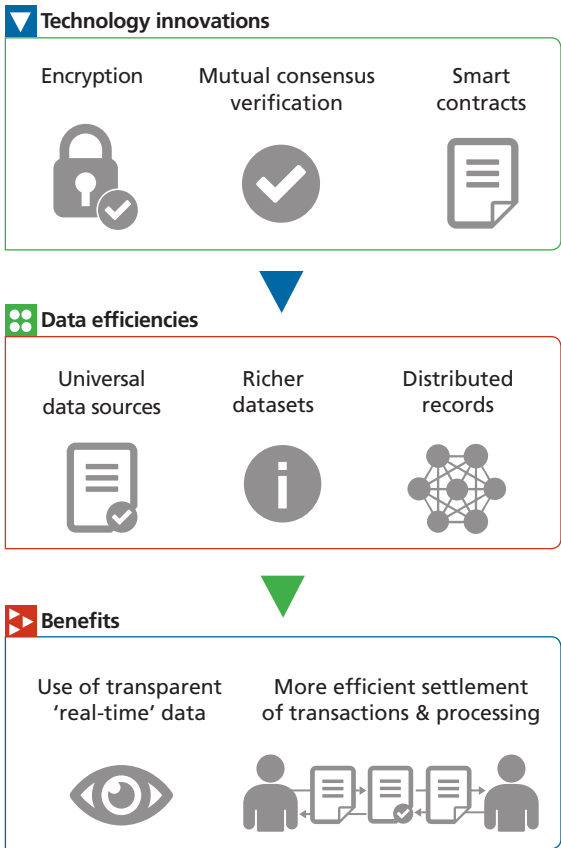 Technology innovations
Encryption
Mutual consensus
verification
Smart
contracts
Data efficiencies
Universal
data sources
Richer
datasets
Distributed
records
i
Benefits
Use of transparent
‘real-time’ data
More efficient settlement
of transactions & processing